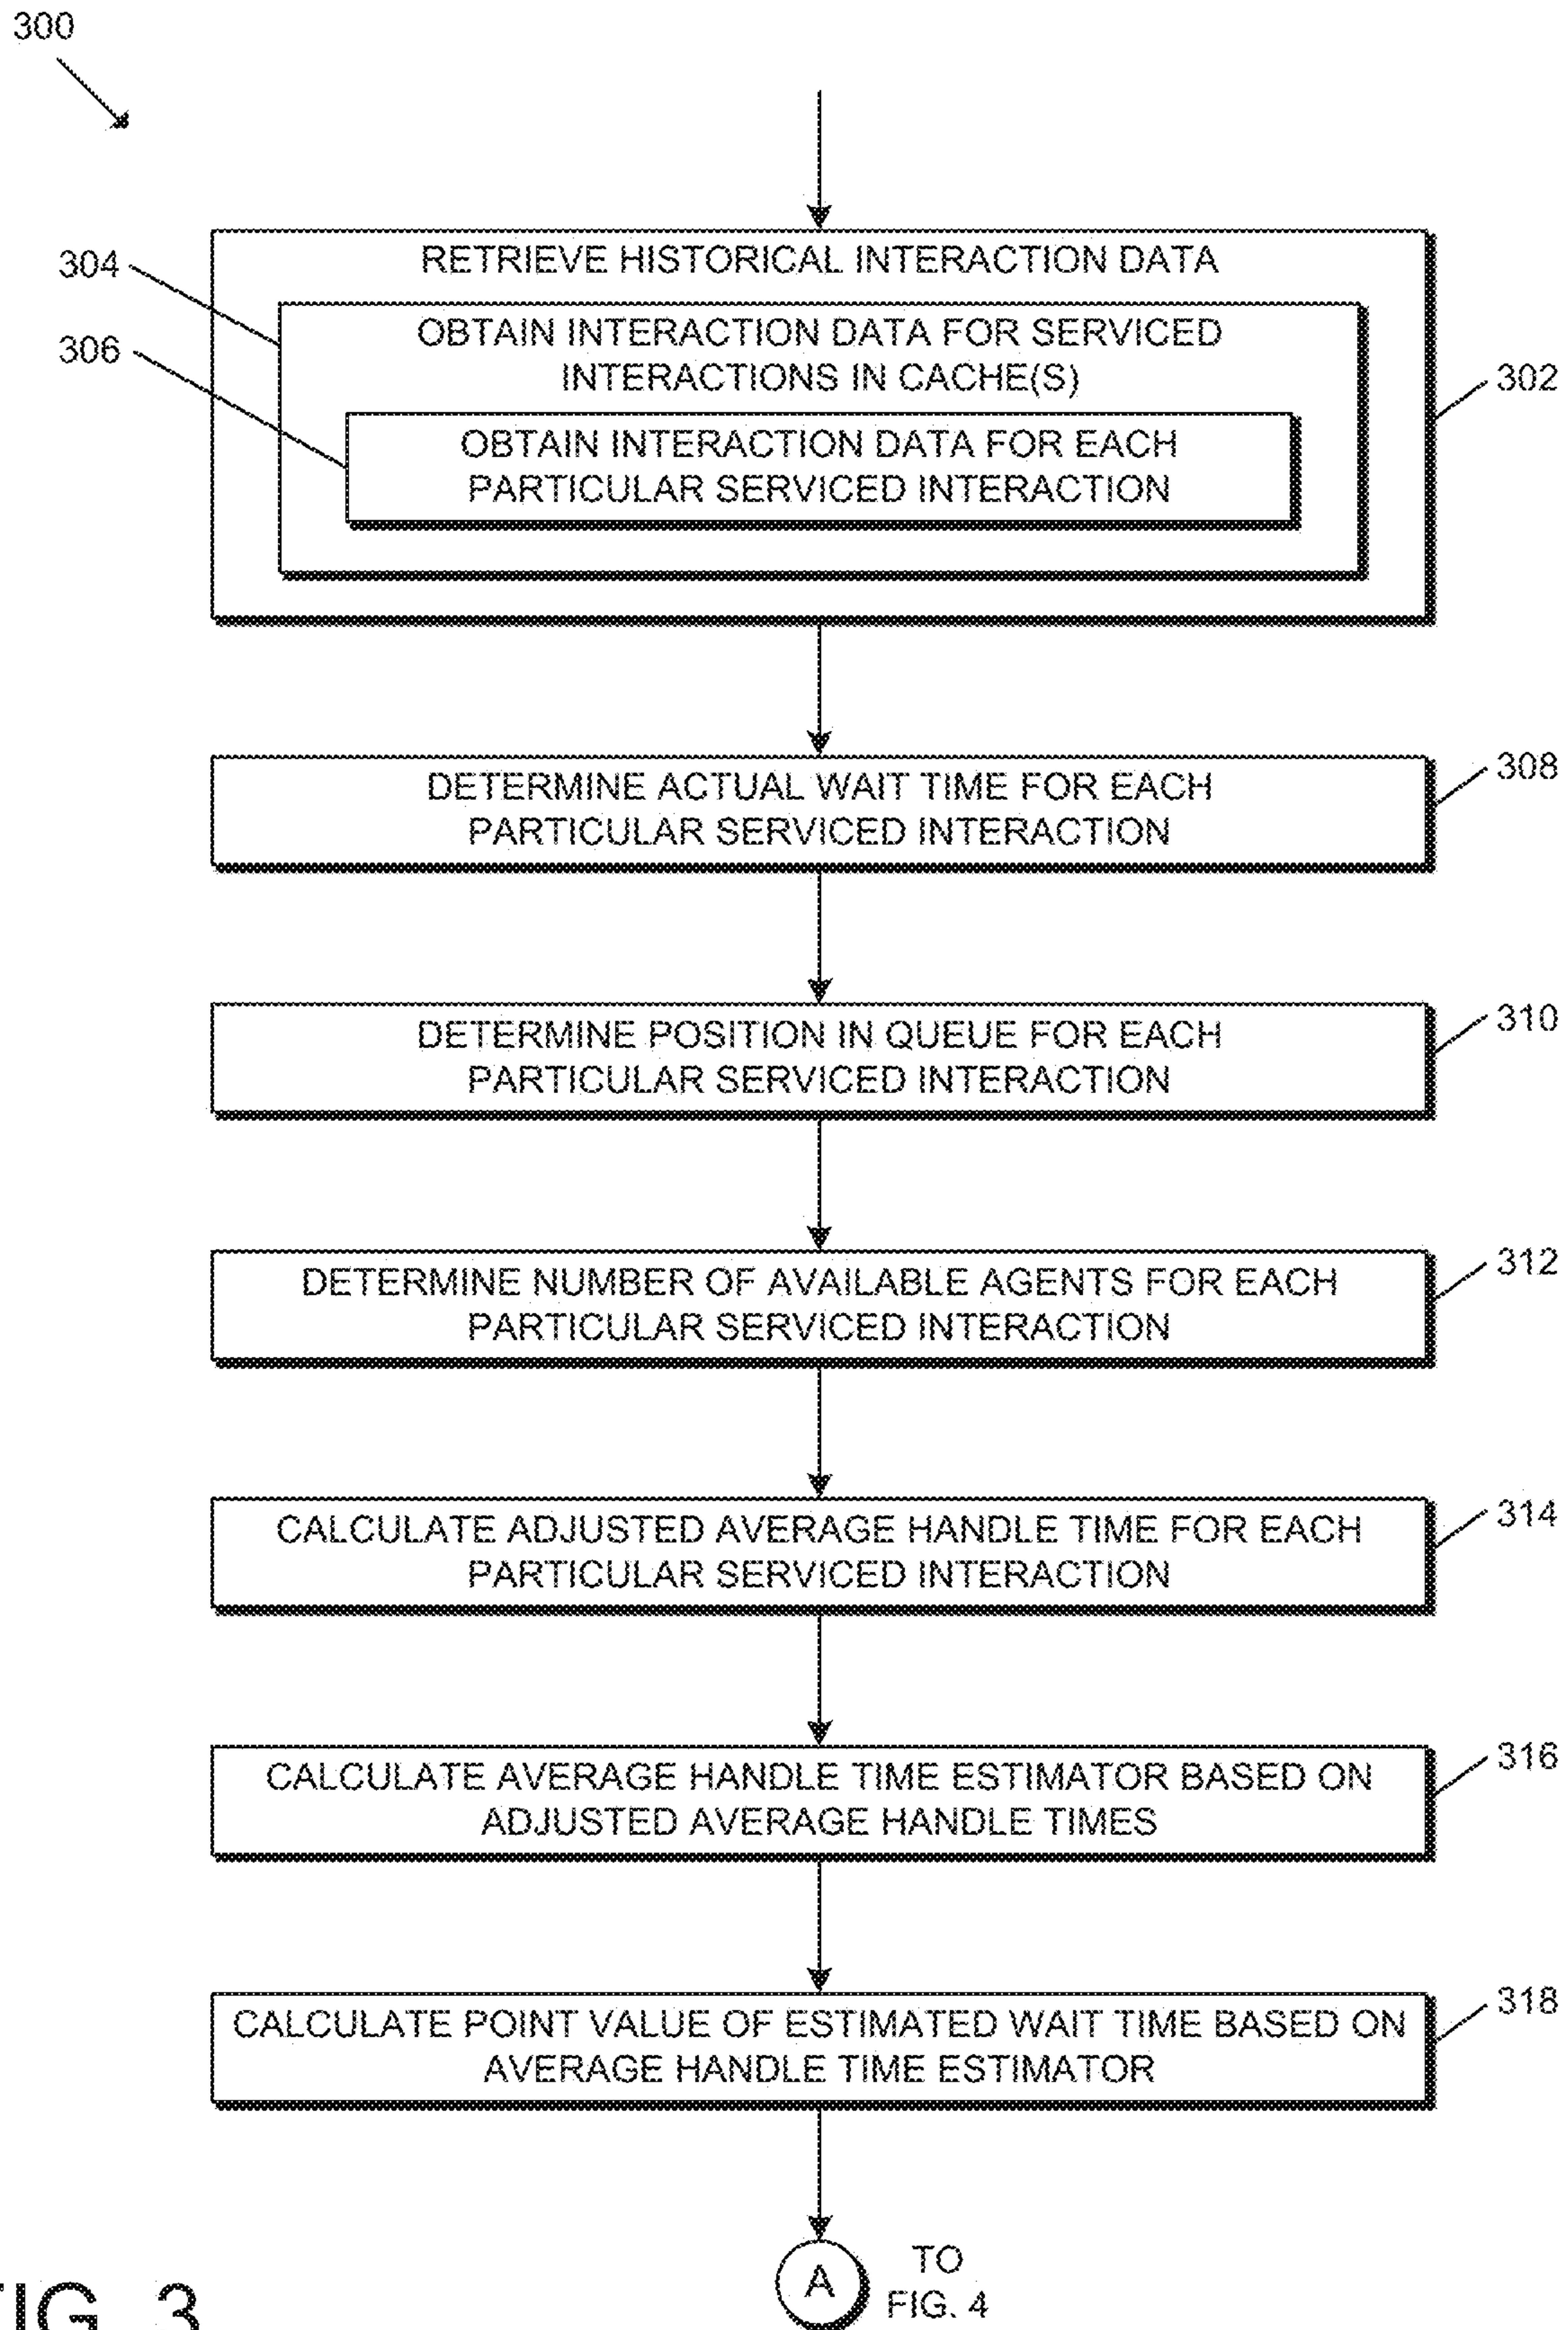 300
RETRIEVE HISTORICAL INTERACTION DATA
304
OBTAIN INTERACTION DATA FOR SERVICED
INTERACTIONS IN CACHE(S)
306
302
OBTAIN INTERACTION DATA FOR EACH
PARTICULAR SERVICED INTERACTION
308
DETERMINE ACTUAL WAIT TIME FOR EACH
PARTICULAR SERVICED INTERACTION
310
DETERMINE POSITION IN QUEUE FOR EACH
PARTICULAR SERVICED INTERACTION
312
DETERMINE NUMBER OF AVAILABLE AGENTS FOR EACH
PARTICULAR SERVICED INTERACTION
314
CALCULATE ADJUSTED AVERAGE HANDLE TIME FOR EACH
PARTICULAR SERVICED INTERACTION
316
CALCULATE AVERAGE HANDLE TIME ESTIMATOR BASED ON
ADJUSTED AVERAGE HANDLE TIMES
318
CALCULATE POINT VALUE OF ESTIMATED WAIT TIME BASED ON
AVERAGE HANDLE TIME ESTIMATOR
A
TO
FIG. 4
FIG. 3